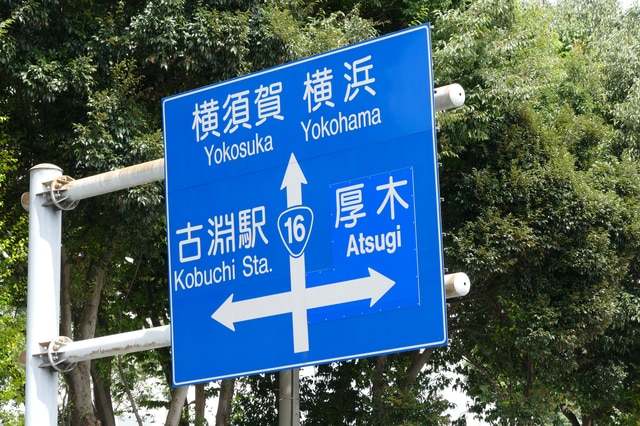 横須賀 横浜
Yokosuka Yokohama
古淵駅
Kobuchi Sta.
16
厚木
Atsugi